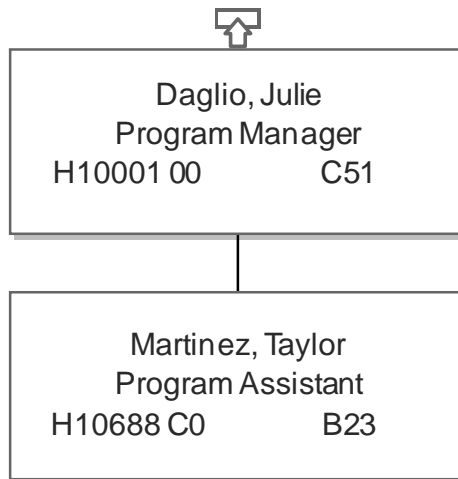 Daglio, Julie
Program Manager
H10001 00 C51
Martinez, Taylor
Program Assistant
H10688 C0 B23